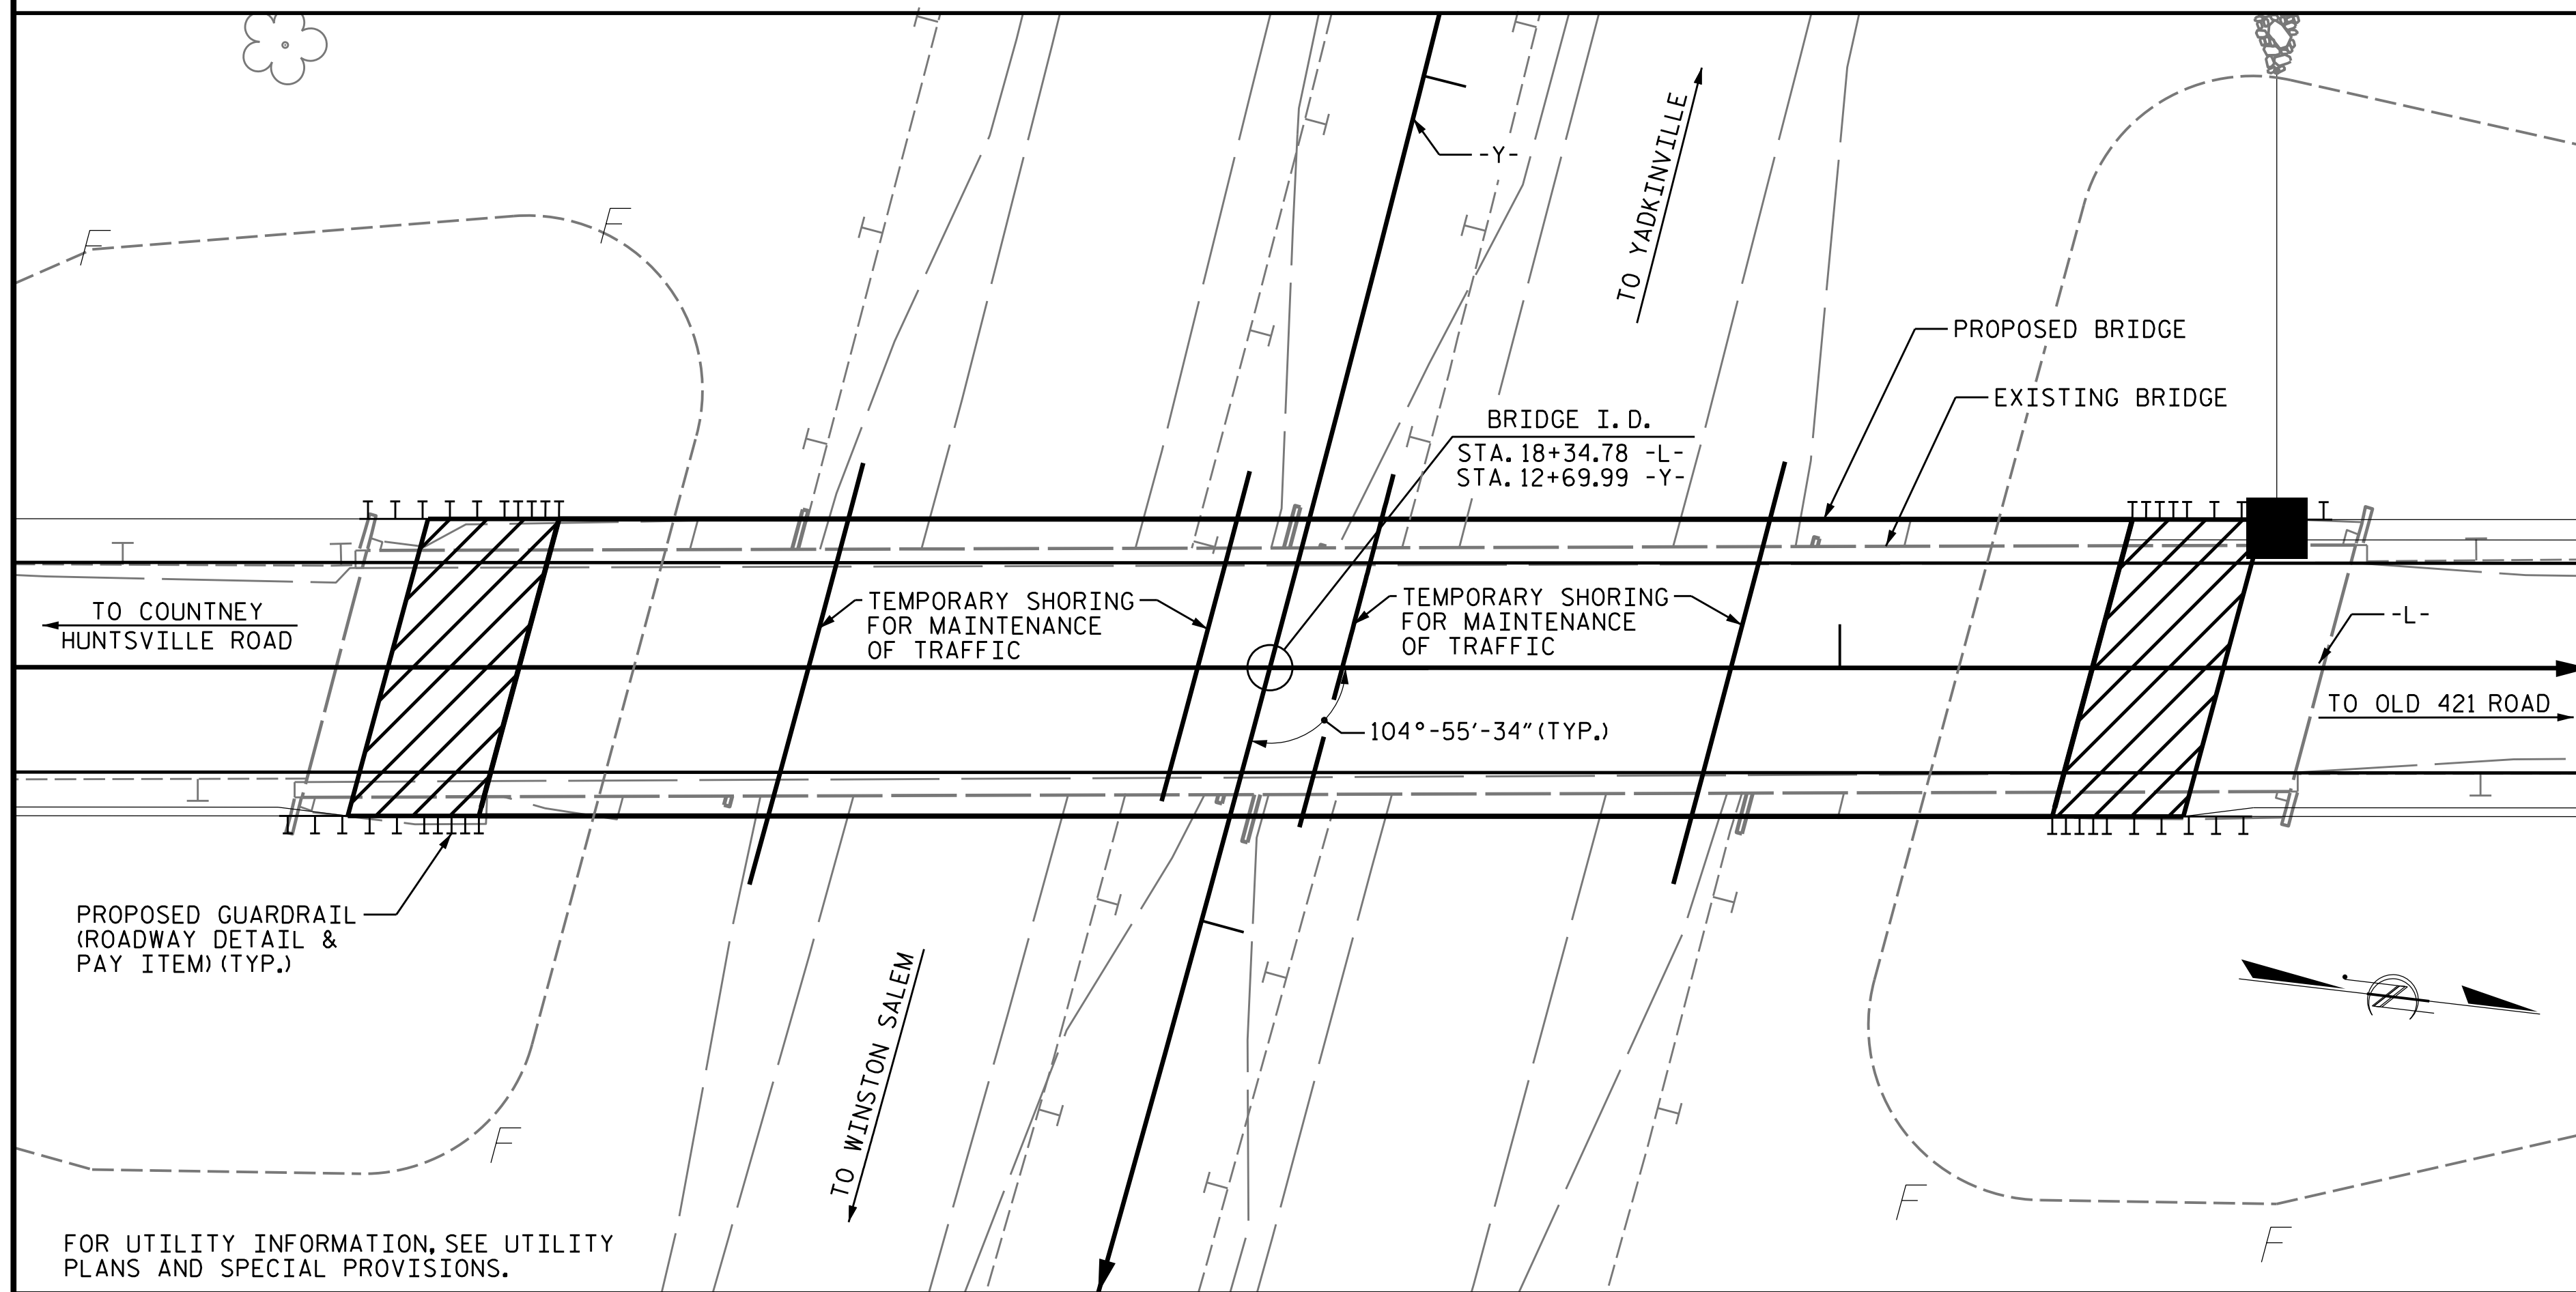 -Y-
TO YADKINVILLE
PROPOSED BRIDGE
EXISTING BRIDGE
BRIDGE I.D.
STA. 18+34.78 -L-
STA. 12+69.99 -Y-
TO COUNTNEY
HUNTSVILLE ROAD
TEMPORARY SHORING
FOR MAINTENANCE
OF TRAFFIC
TEMPORARY SHORING
FOR MAINTENANCE
OF TRAFFIC
-L-
TO OLD 421 ROAD
104°-55'-34" (TYP.)
PROPOSED GUARDRAIL
(ROADWAY DETAIL &
PAY ITEM) (TYP.)
TO WINSTON SALEM
FOR UTILITY INFORMATION, SEE UTILITY
PLANS AND SPECIAL PROVISIONS.
F
F
F
F
F